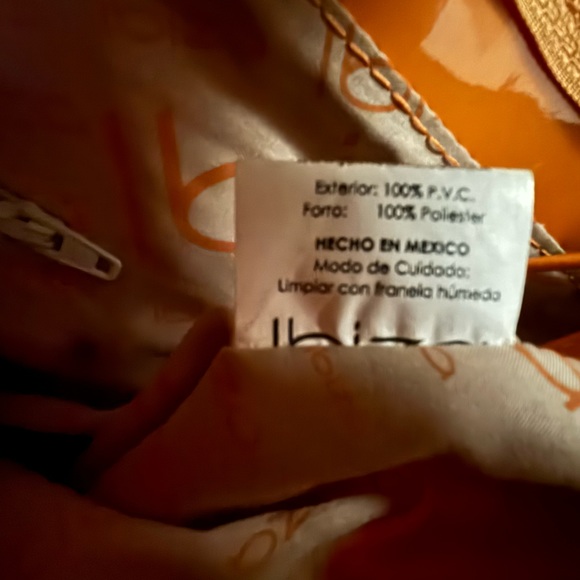 Exterior: 100% P.V.C.
Forro: 100% Poliester
HECHO EN MEXICO
Modo de Cuidado:
Limpiar con franela húmeda